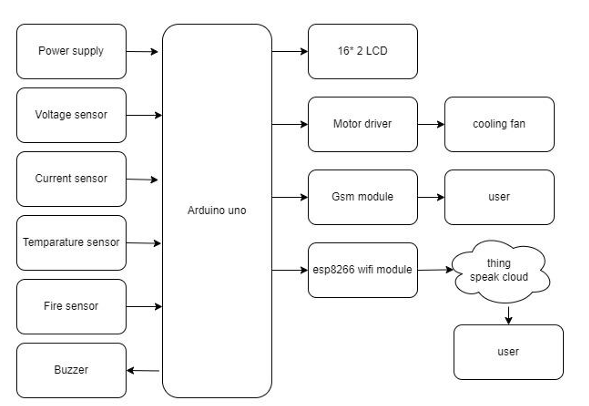 Power supply
Voltage sensor
Current sensor
Temparature sensor
Fire sensor
Buzzer
Arduino uno
16* 2 LCD
Motor driver
cooling fan
Gsm module
user
esp8266 wifi module
thing
speak cloud
user